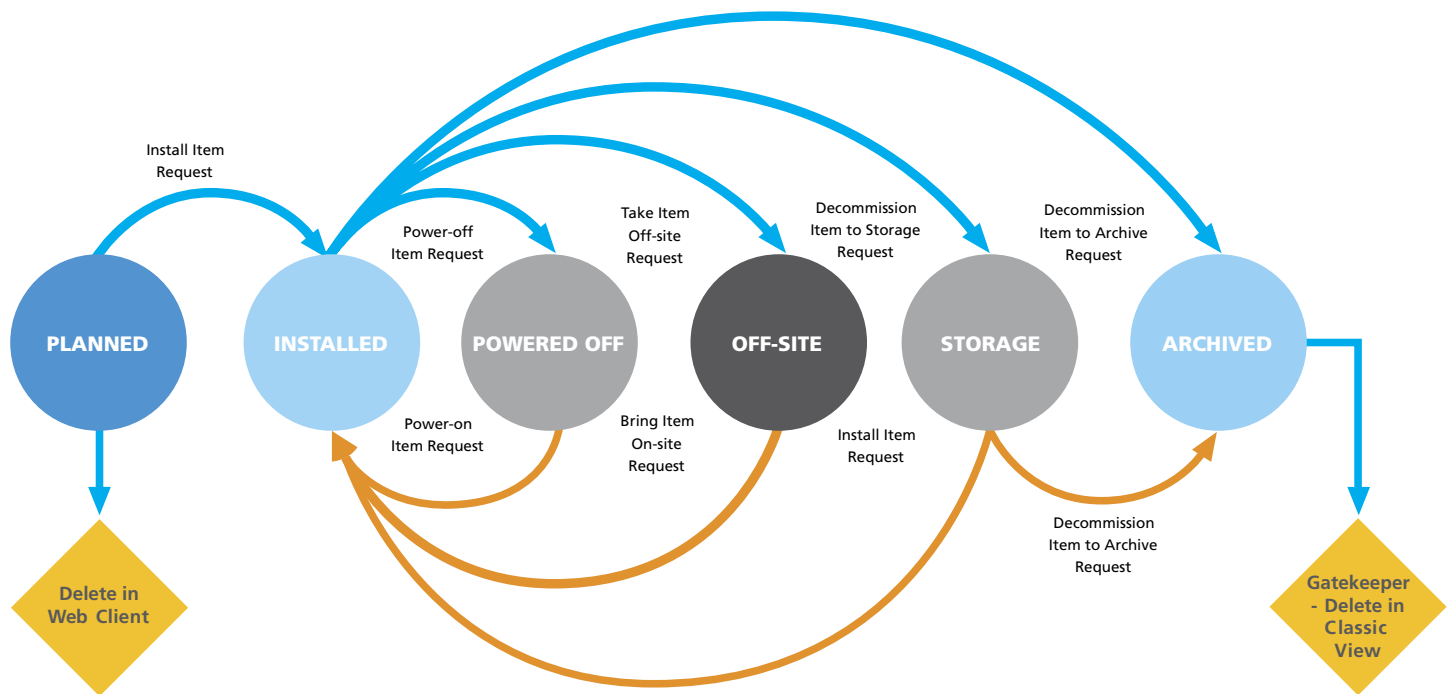 Install Item
Request
Power-off
Item Request
Take Item
Off-site
Request
Decommission
Item to Storage
Request
Decommission
Item to Archive
Request
PLANNED
INSTALLED
POWERED OFF
OFF-SITE
STORAGE
ARCHIVED
Power-on
Item Request
Bring Item
On-site
Request
Install Item
Request
Decommission
Item to Archive
Request
Delete in
Web Client
Gatekeeper
- Delete in
Classic
View